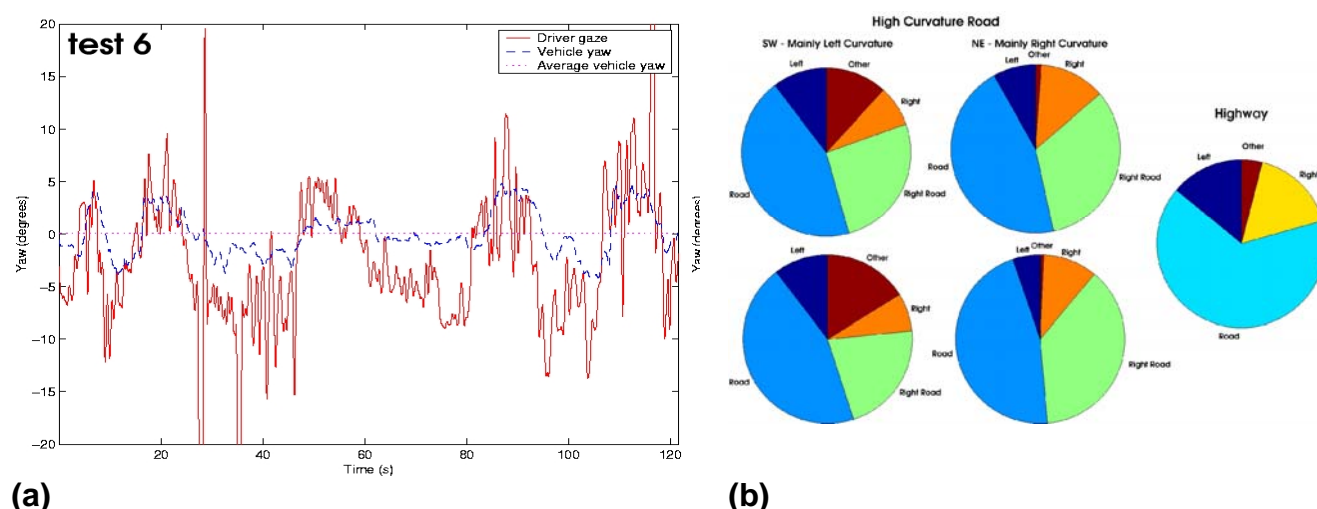 test 6
Driver gaze
Vehicle yaw
Average vehicle yaw
Yaw (degrees)
20
15
10
5
0
−5
−10
−15
−20
20
40
60
80
100
120
Time (s)
(a)
Yaw (degrees)
High Curvature Road
SW - Mainly Left Curvature
NE - Mainly Right Curvature
Left
Other
Right
Right Road
Road
Left
Other
Right
Right Road
Road
Left
Other
Right
Right Road
Road
Left
Other
Right
Right Road
Road
Highway
Left
Other
Right
Road
(b)